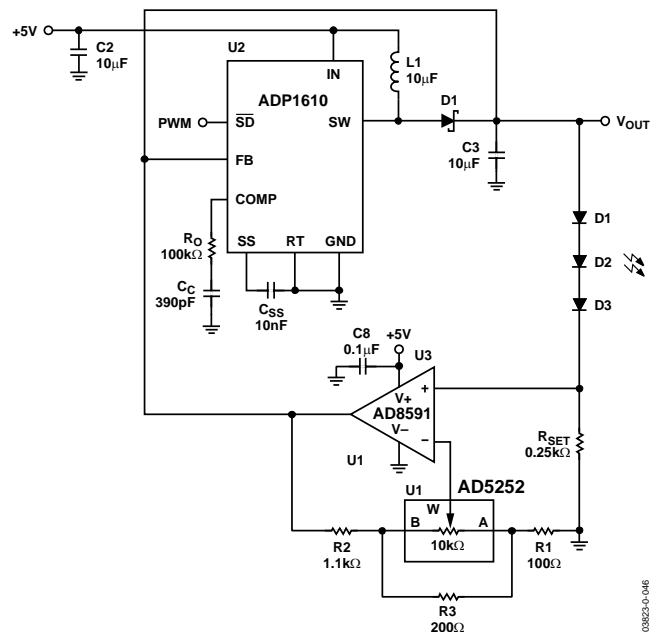 +5V
C2
10μF
U2
IN
L1
10μF
ADP1610
D1
PWM
SD
SW
VOUT
C3
10μF
FB
COMP
RO
100kΩ
SS
RT
GND
D1
D2
D3
CC
390pF
CSS
10nF
C8
0.1μF
+5V
U3
+
V+
AD8591
V–
–
U1
RSET
0.25kΩ
U1
AD5252
W
B
A
10kΩ
R2
1.1kΩ
R1
100Ω
R3
200Ω
03823-0-046